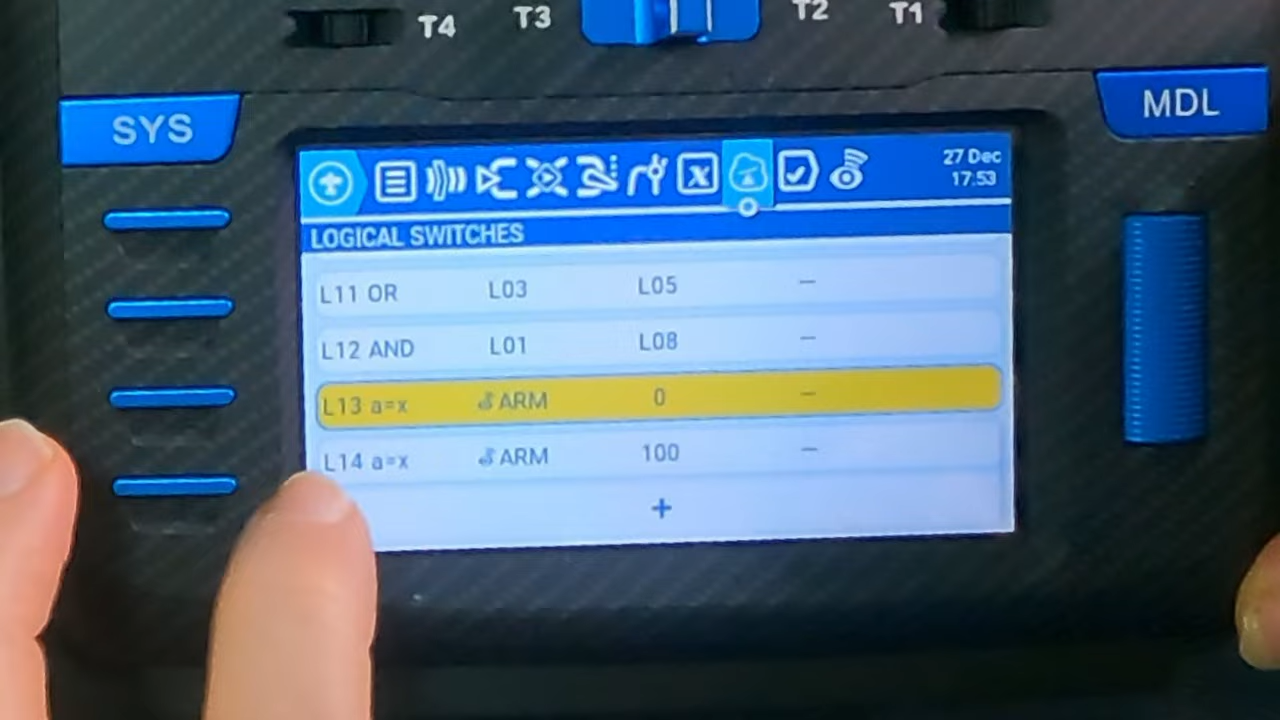 T4 T3 T2 T1
SYS
MDL
27 Dec
17:53
LOGICAL SWITCHES
L11 OR L03 L05 —
L12 AND L01 L08 —
L13 a=x ARM 0 —
L14 a=x ARM 100 —
+